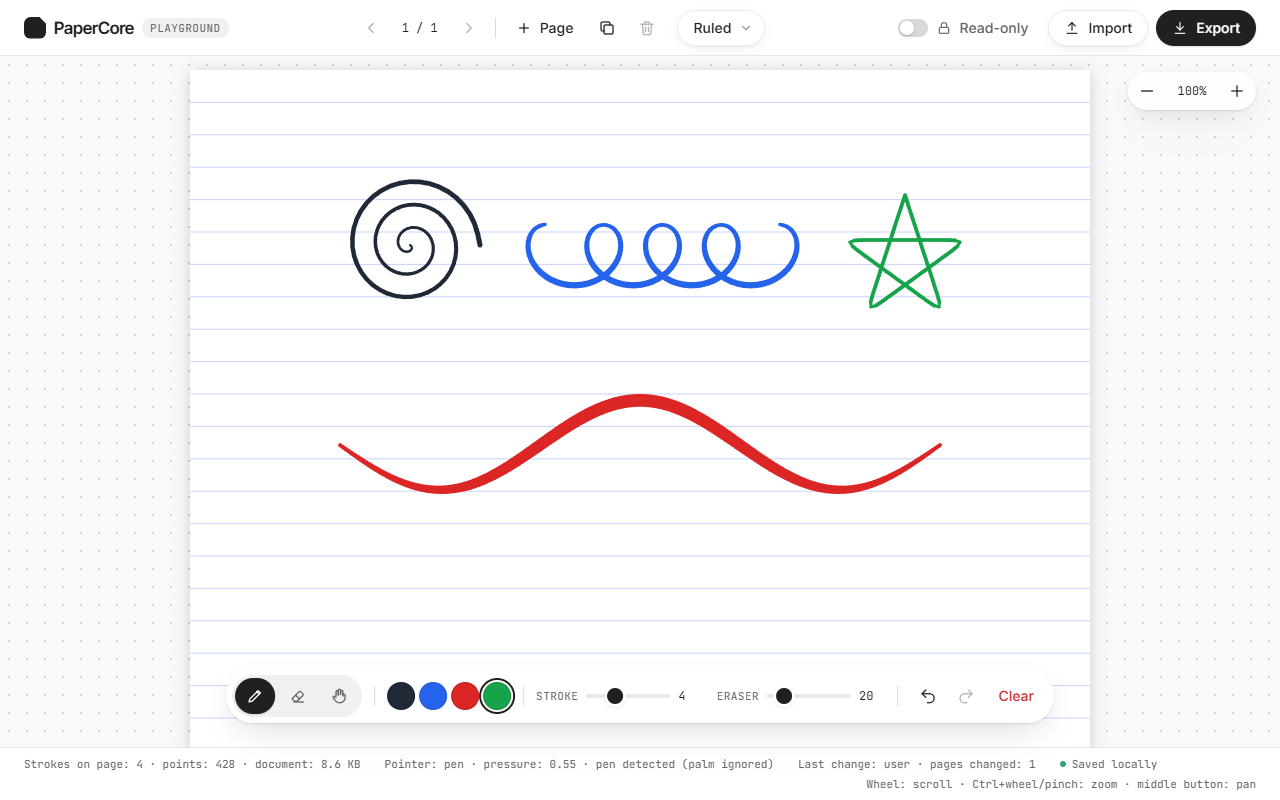 PaperCore PLAYGROUND 1 / 1 Page Ruled Read-only Import Export
100%
STROKE 4 ERASER 20 Clear
Strokes on page: 4 · points: 428 · document: 8.6 KB Pointer: pen · pressure: 0.55 · pen detected (palm ignored) Last change: user · pages changed: 1 Saved locally
Wheel: scroll · Ctrl+wheel/pinch: zoom · middle button: pan